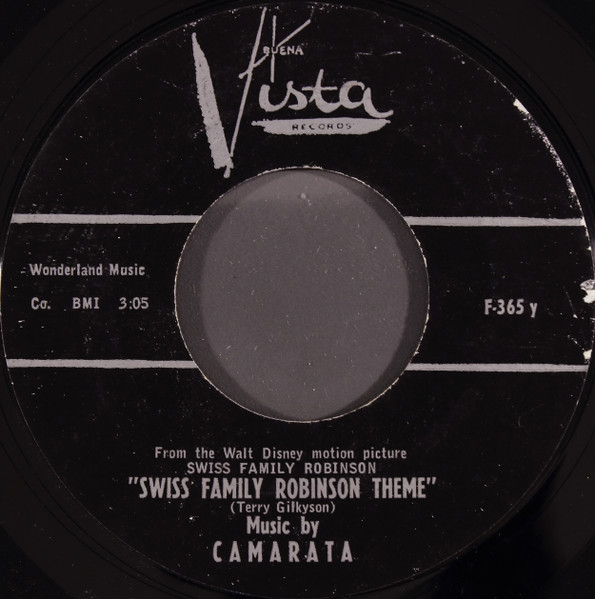 BUENA
Vista
RECORDS
Wonderland Music
Co. BMI 3:05
F-365 y
From the Walt Disney motion picture
SWISS FAMILY ROBINSON
"SWISS FAMILY ROBINSON THEME"
(Terry Gilkyson)
Music by
CAMARATA